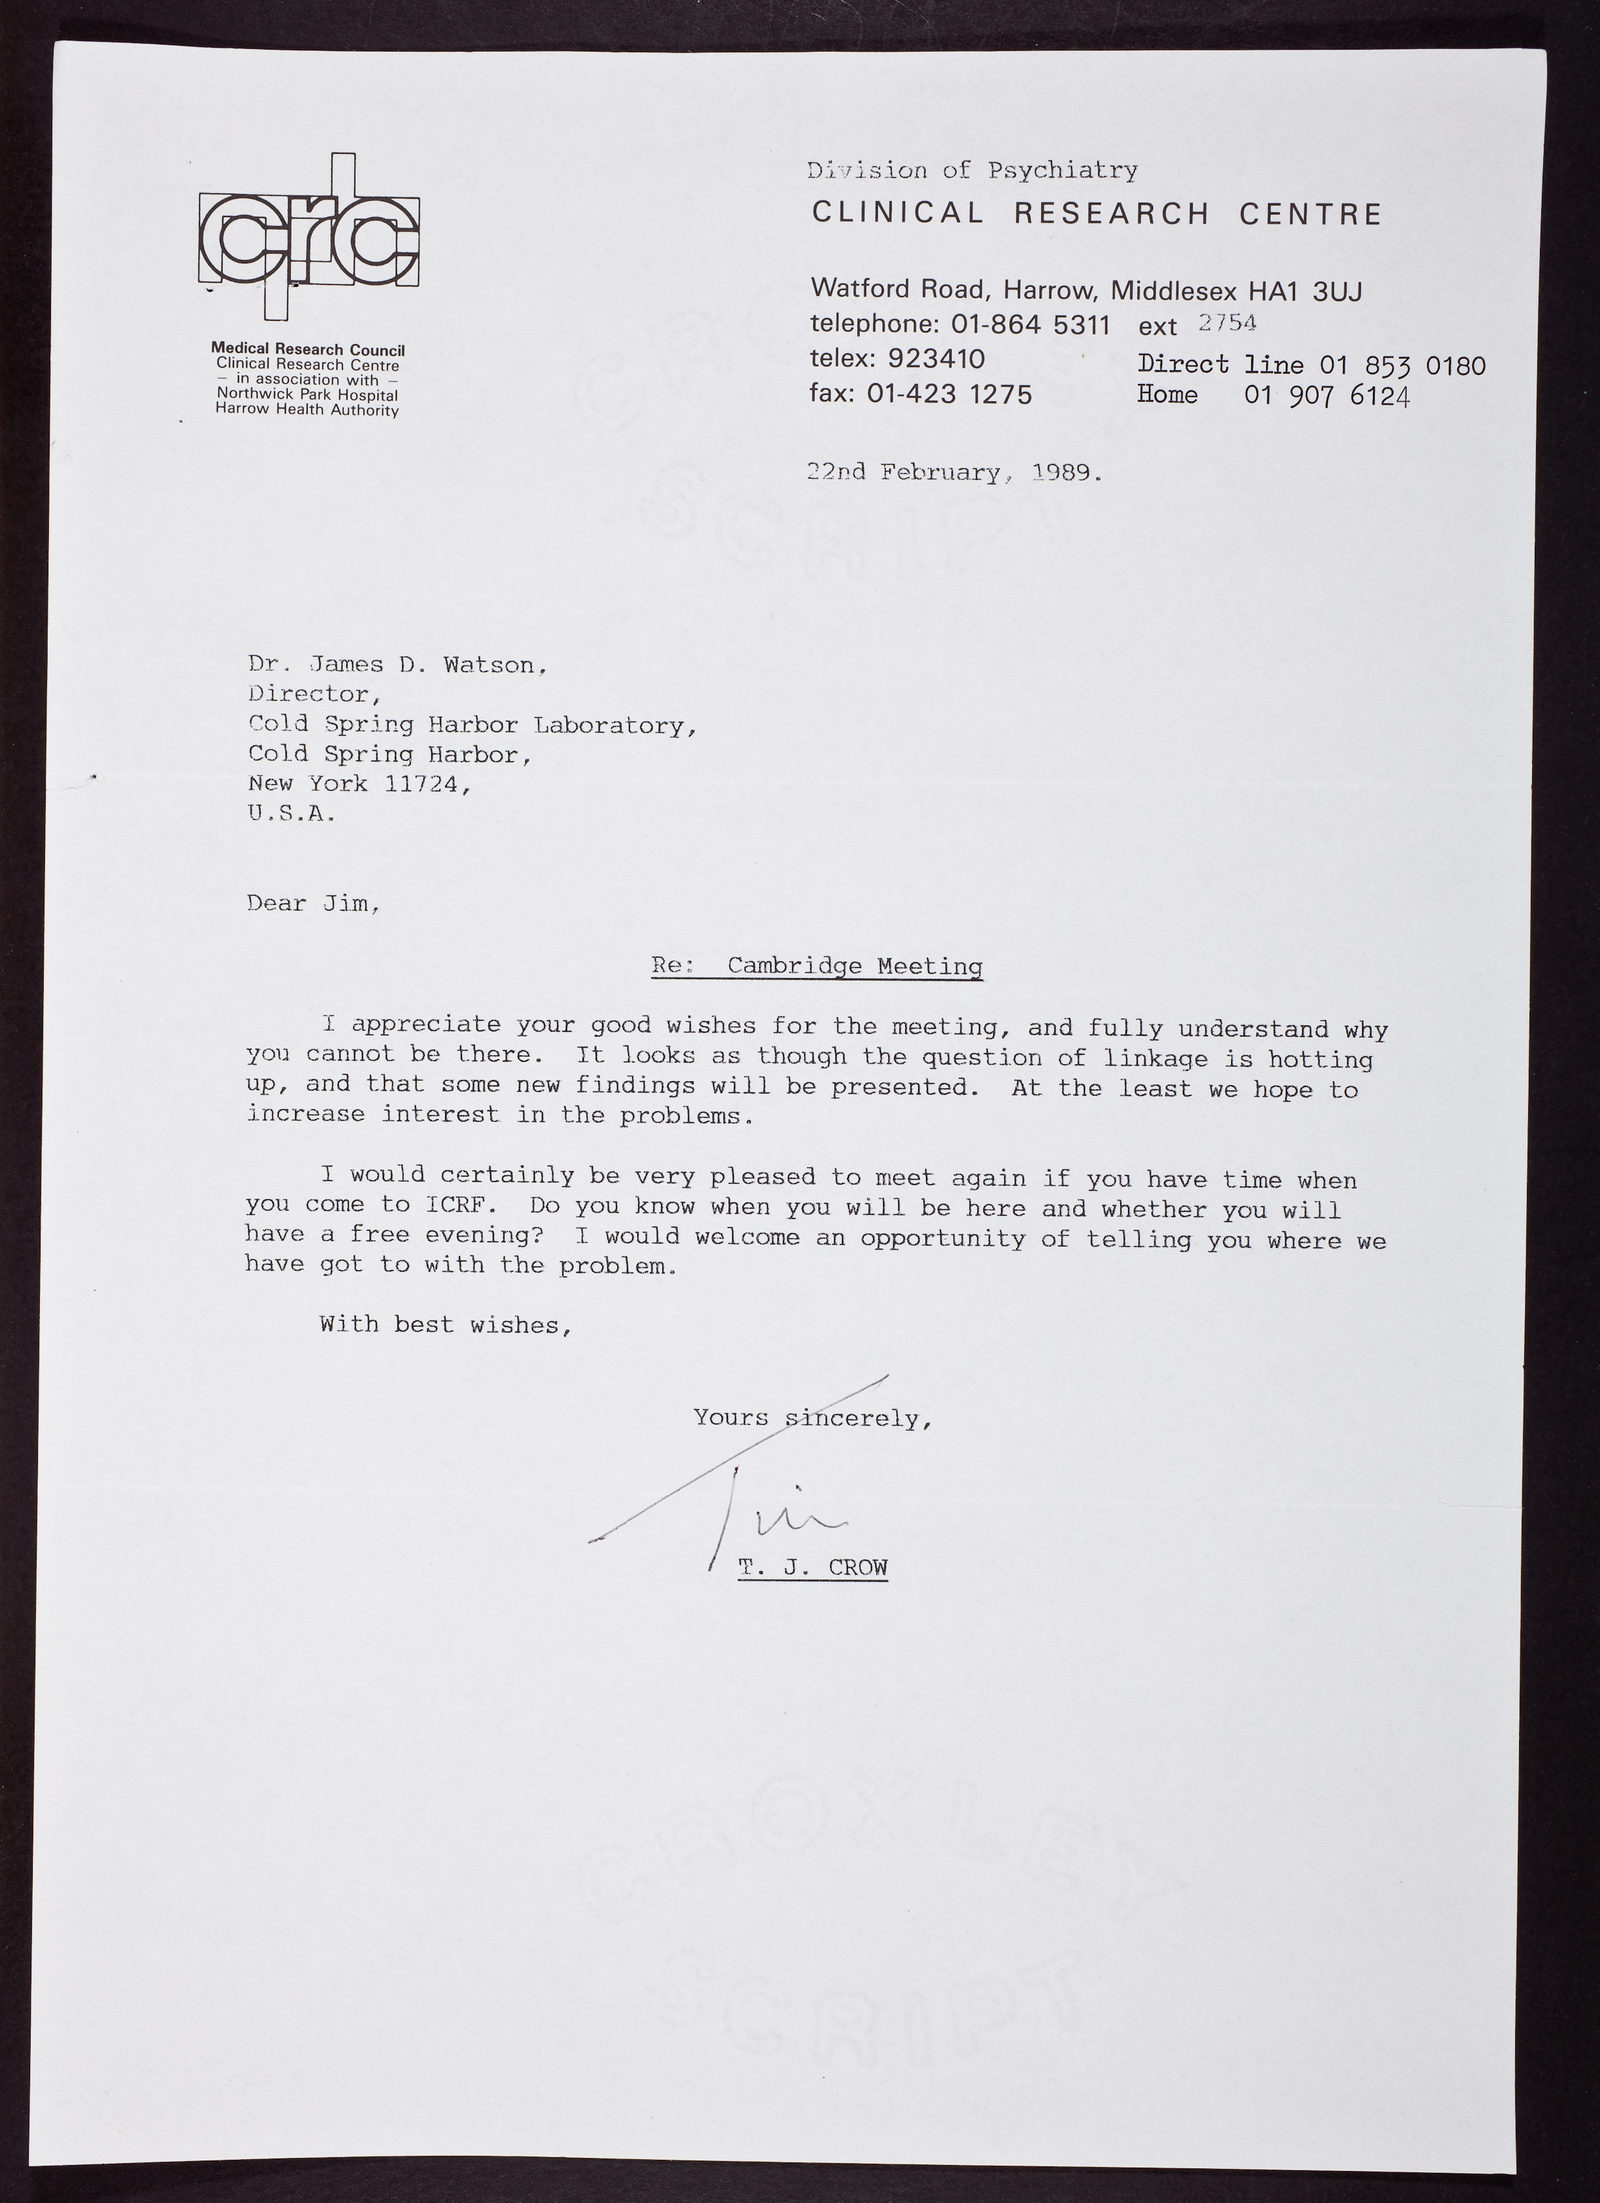 crc
Medical Research Council
Clinical Research Centre
– in association with –
Northwick Park Hospital
Harrow Health Authority
Division of Psychiatry
CLINICAL RESEARCH CENTRE
Watford Road, Harrow, Middlesex HA1 3UJ
telephone: 01-864 5311 ext 2754
telex: 923410 Direct line 01 853 0180
fax: 01-423 1275 Home 01 907 6124
22nd February, 1989.
Dr. James D. Watson,
Director,
Cold Spring Harbor Laboratory,
Cold Spring Harbor,
New York 11724,
U.S.A.
Dear Jim,
Re: Cambridge Meeting
I appreciate your good wishes for the meeting, and fully understand why
you cannot be there. It looks as though the question of linkage is hotting
up, and that some new findings will be presented. At the least we hope to
increase interest in the problems.
I would certainly be very pleased to meet again if you have time when
you come to ICRF. Do you know when you will be here and whether you will
have a free evening? I would welcome an opportunity of telling you where we
have got to with the problem.
With best wishes,
Yours sincerely,
Tim
T. J. CROW